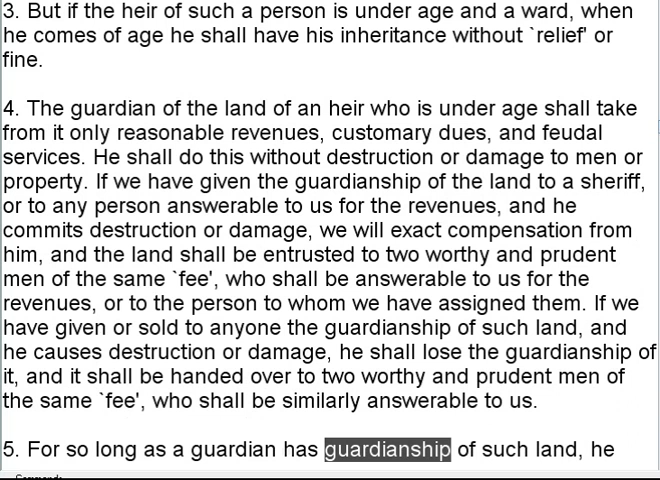 3. But if the heir of such a person is under age and a ward, when
he comes of age he shall have his inheritance without `relief' or
fine.
4. The guardian of the land of an heir who is under age shall take
from it only reasonable revenues, customary dues, and feudal
services. He shall do this without destruction or damage to men or
property. If we have given the guardianship of the land to a sheriff,
or to any person answerable to us for the revenues, and he
commits destruction or damage, we will exact compensation from
him, and the land shall be entrusted to two worthy and prudent
men of the same `fee', who shall be answerable to us for the
revenues, or to the person to whom we have assigned them. If we
have given or sold to anyone the guardianship of such land, and
he causes destruction or damage, he shall lose the guardianship of
it, and it shall be handed over to two worthy and prudent men of
the same `fee', who shall be similarly answerable to us.
5. For so long as a guardian has guardianship of such land, he